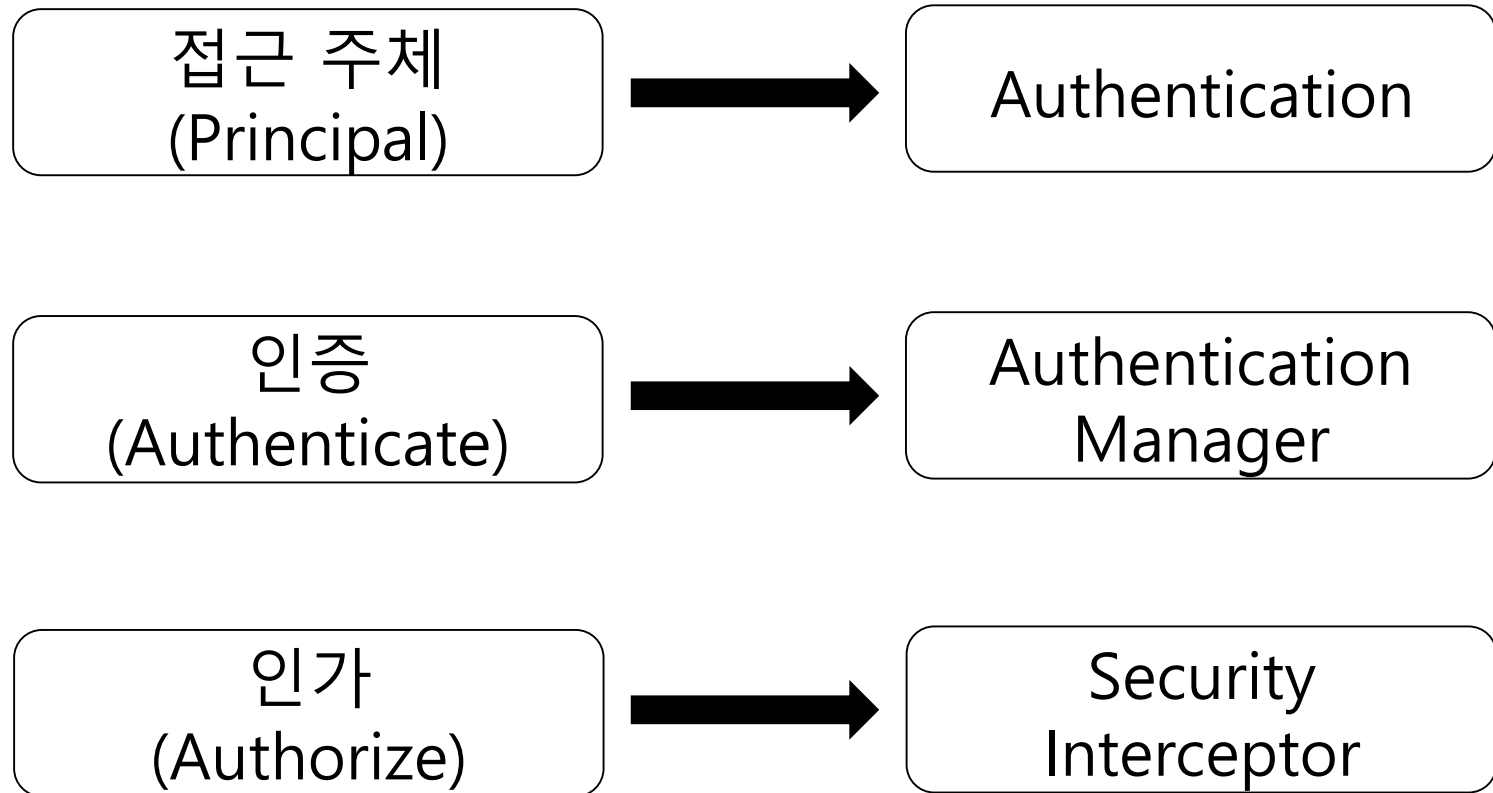 접근 주체
(Principal)
Authentication
인증
(Authenticate)
Authentication
Manager
인가
(Authorize)
Security
Interceptor